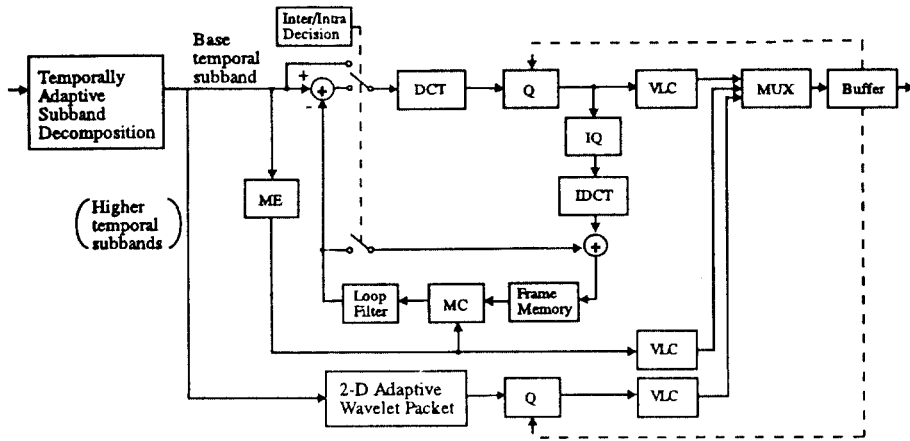 Inter/Intra
Decision
Base
temporal
subband
Temporally
Adaptive
Subband
Decomposition
+
+
-
DCT
Q
VLC
MUX
Buffer
IQ
ME
IDCT
(Higher
temporal
subbands)
+
Loop
Filter
MC
Frame
Memory
VLC
2-D Adaptive
Wavelet Packet
Q
VLC